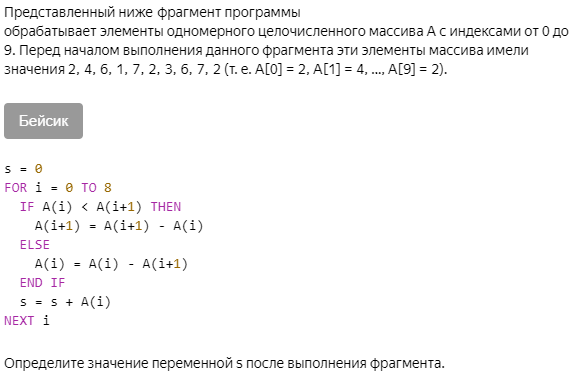 Представленный ниже фрагмент программы
обрабатывает элементы одномерного целочисленного массива A с индексами от 0 до
9. Перед началом выполнения данного фрагмента эти элементы массива имели
значения 2, 4, 6, 1, 7, 2, 3, 6, 7, 2 (т. е. A[0] = 2, A[1] = 4, ..., A[9] = 2).
Бейсик
s = 0
FOR i = 0 TO 8
  IF A(i) < A(i+1) THEN
    A(i+1) = A(i+1) - A(i)
  ELSE
    A(i) = A(i) - A(i+1)
  END IF
  s = s + A(i)
NEXT i
Определите значение переменной s после выполнения фрагмента.